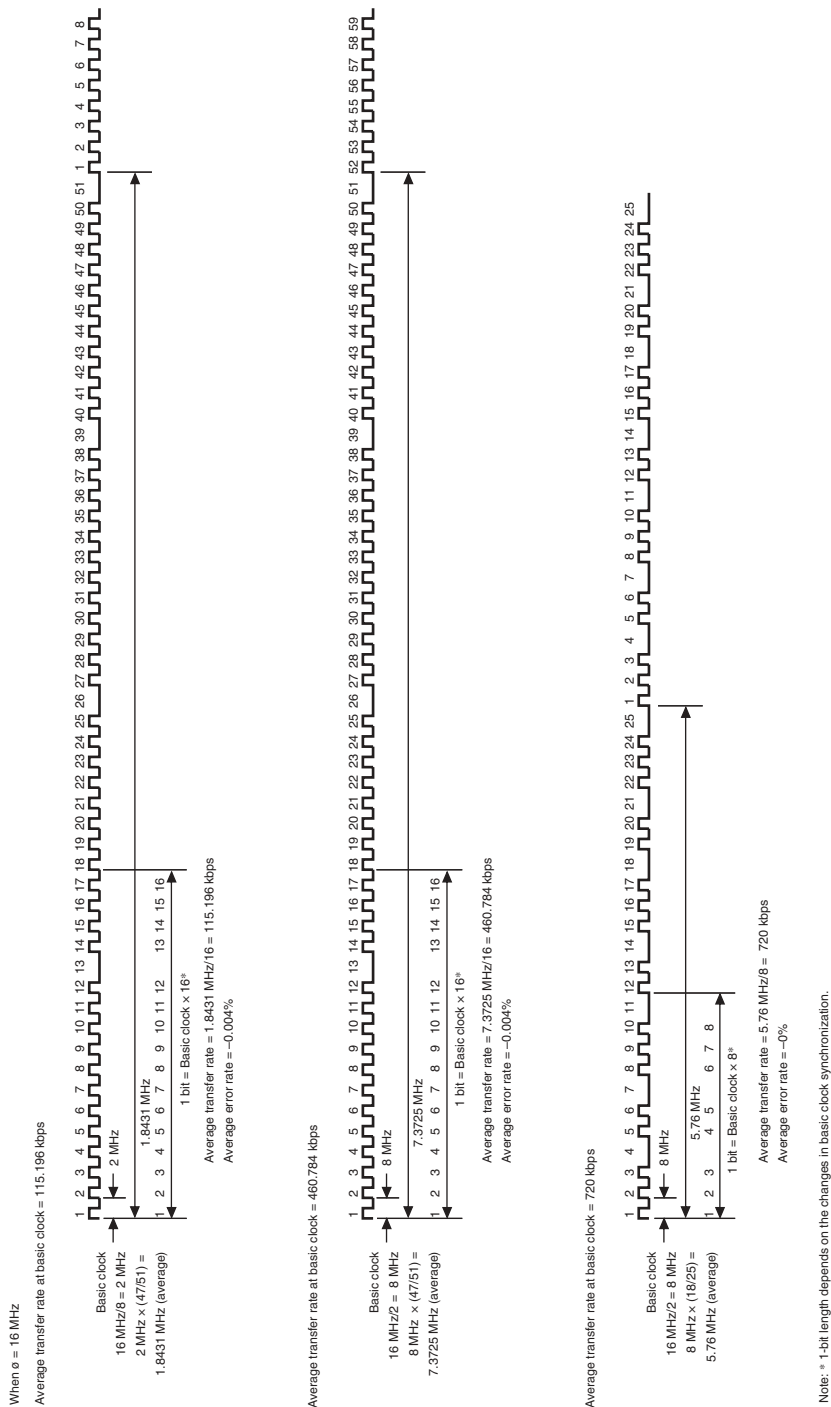 When ø = 16 MHz
Average transfer rate at basic clock = 115.196 kbps
1 2 3 4 5 6 7 8 9 10 11 12 13 14 15 16 17 18 19 20 21 22 23 24 25 26 27 28 29 30 31 32 33 34 35 36 37 38 39 40 41 42 43 44 45 46 47 48 49 50 51 1 2 3 4 5 6 7 8
Basic clock
16 MHz/8 = 2 MHz
2 MHz × (47/51) =
1.8431 MHz (average)
2 MHz
1.8431 MHz
1 2 3 4 5 6 7 8 9 10 11 12 13 14 15 16
1 bit = Basic clock × 16*
Average transfer rate = 1.8431 MHz/16 = 115.196 kbps
Average error rate = –0.004%
Average transfer rate at basic clock = 460.784 kbps
1 2 3 4 5 6 7 8 9 10 11 12 13 14 15 16 17 18 19 20 21 22 23 24 25 26 27 28 29 30 31 32 33 34 35 36 37 38 39 40 41 42 43 44 45 46 47 48 49 50 51 52 53 54 55 56 57 58 59
Basic clock
16 MHz/2 = 8 MHz
8 MHz × (47/51) =
7.3725 MHz (average)
8 MHz
7.3725 MHz
1 2 3 4 5 6 7 8 9 10 11 12 13 14 15 16
1 bit = Basic clock × 16*
Average transfer rate = 7.3725 MHz/16 = 460.784 kbps
Average error rate = –0.004%
Average transfer rate at basic clock = 720 kbps
1 2 3 4 5 6 7 8 9 10 11 12 13 14 15 16 17 18 19 20 21 22 23 24 25 1 2 3 4 5 6 7 8 9 10 11 12 13 14 15 16 17 18 19 20 21 22 23 24 25
Basic clock
16 MHz/2 = 8 MHz
8 MHz × (18/25) =
5.76 MHz (average)
8 MHz
5.76 MHz
1 2 3 4 5 6 7 8
1 bit = Basic clock × 8*
Average transfer rate = 5.76 MHz/8 = 720 kbps
Average error rate = –0%
Note: * 1-bit length depends on the changes in basic clock synchronization.